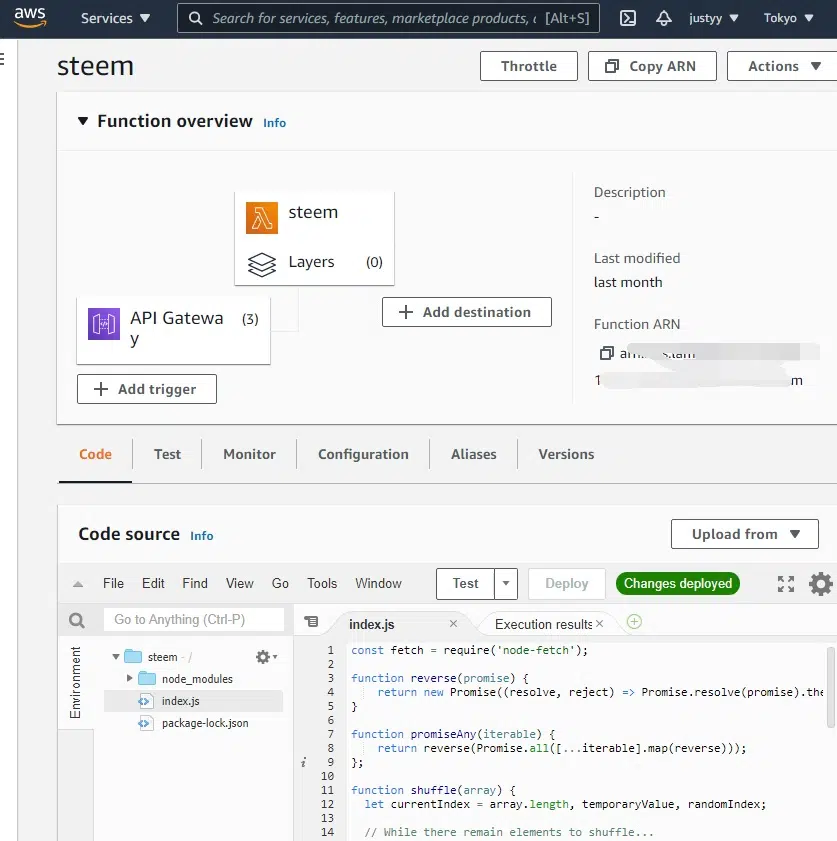 aws Services Search for services, features, marketplace products, [Alt+S] justyy Tokyo
steem Throttle Copy ARN Actions
Function overview Info
Description
-
steem
Last modified
Layers (0)
last month
API Gatewa (3)
y
Add destination
Function ARN
Add trigger
Code Test Monitor Configuration Aliases Versions
Code source Info Upload from
File Edit Find View Go Tools Window Test Deploy Changes deployed
Go to Anything (Ctrl-P) index.js × Execution results ×
Environment
steem - /
node_modules
index.js
package-lock.json
1 const fetch = require('node-fetch');
2
3 function reverse(promise) {
4 return new Promise((resolve, reject) => Promise.resolve(promise).the
5 }
6
7 function promiseAny(iterable) {
8 return reverse(Promise.all([...iterable].map(reverse)));
i 9 };
10
11 function shuffle(array) {
12 let currentIndex = array.length, temporaryValue, randomIndex;
13
14 // While there remain elements to shuffle...